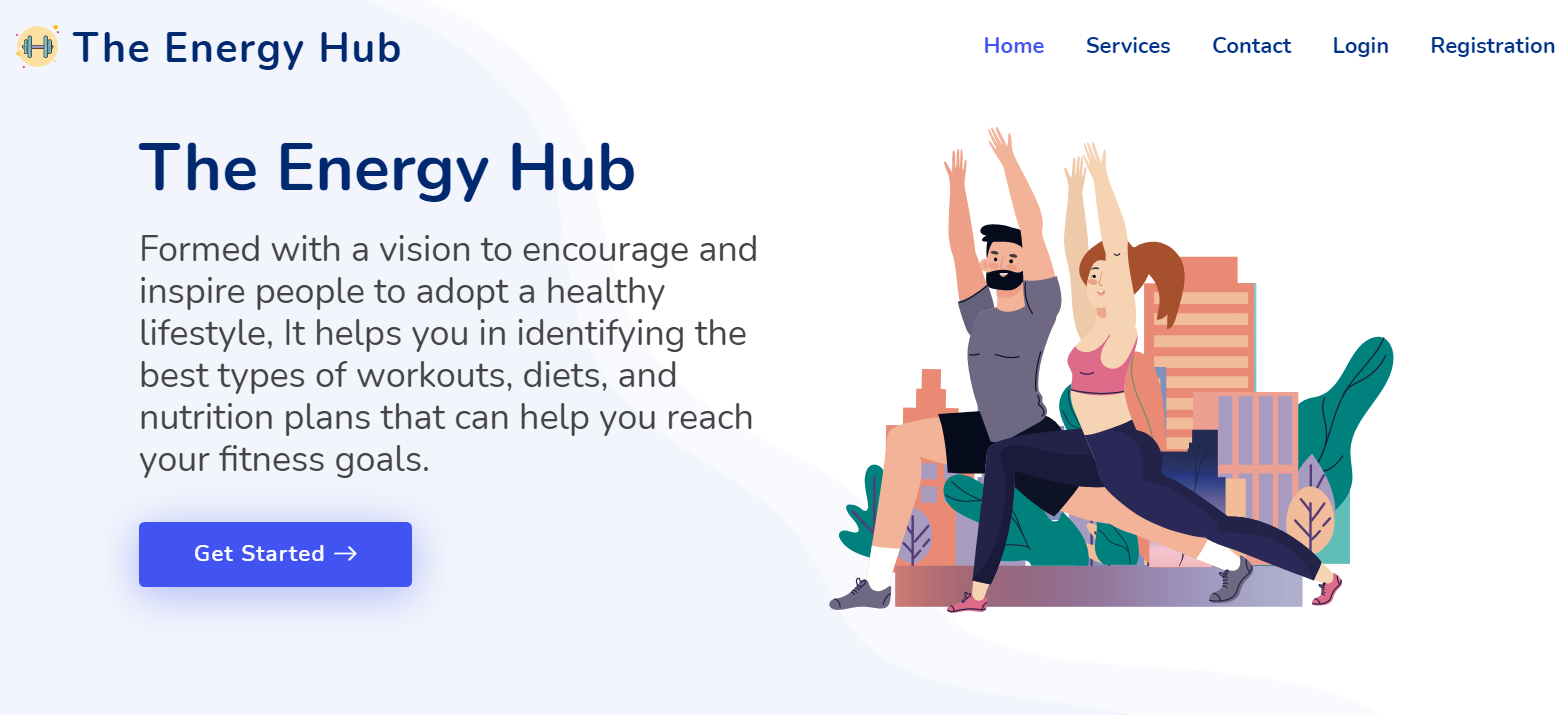 The Energy Hub
Home Services Contact Login Registration
The Energy Hub
Formed with a vision to encourage and
inspire people to adopt a healthy
lifestyle, It helps you in identifying the
best types of workouts, diets, and
nutrition plans that can help you reach
your fitness goals.
Get Started →